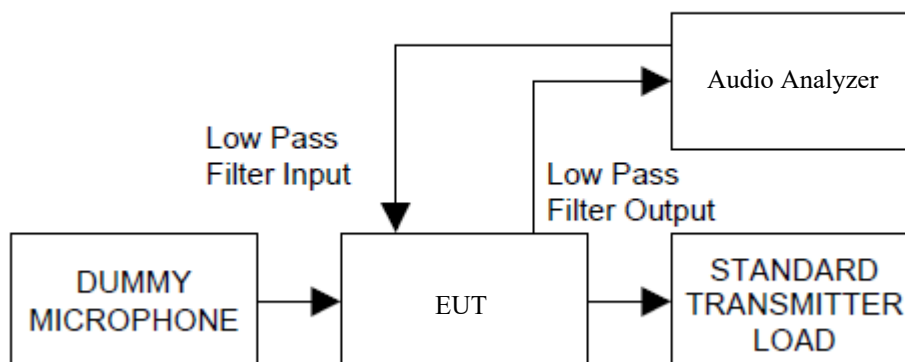 Audio Analyzer
Low Pass
Filter Input
Low Pass
Filter Output
DUMMY
MICROPHONE
EUT
STANDARD
TRANSMITTER
LOAD